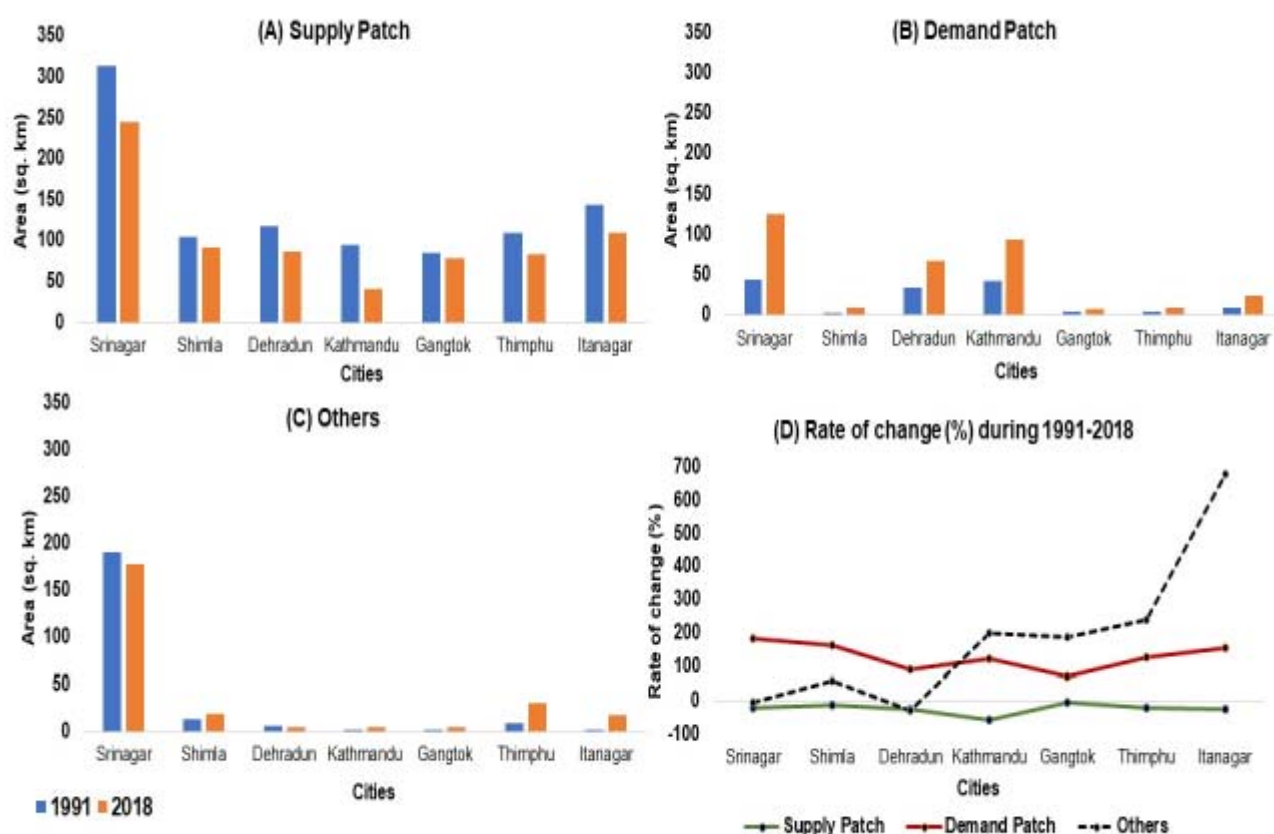 (A) Supply Patch
350
300
250
200
150
100
50
0
Area (sq. km)
Srinagar Shimla Dehradun Kathmandu Gangtok Thimphu Itanagar
Cities
(B) Demand Patch
350
300
250
200
150
100
50
0
Area (sq. km)
Srinagar Shimla Dehradun Kathmandu Gangtok Thimphu Itanagar
Cities
(C) Others
350
300
250
200
150
100
50
0
Area (sq. km)
Srinagar Shimla Dehradun Kathmandu Gangtok Thimphu Itanagar
Cities
1991 2018
(D) Rate of change (%) during 1991-2018
700
600
500
400
300
200
100
0
-100
Rate of change (%)
Srinagar Shimla Dehradun Kathmandu Gangtok Thimphu Itanagar
Cities
Supply Patch Demand Patch Others